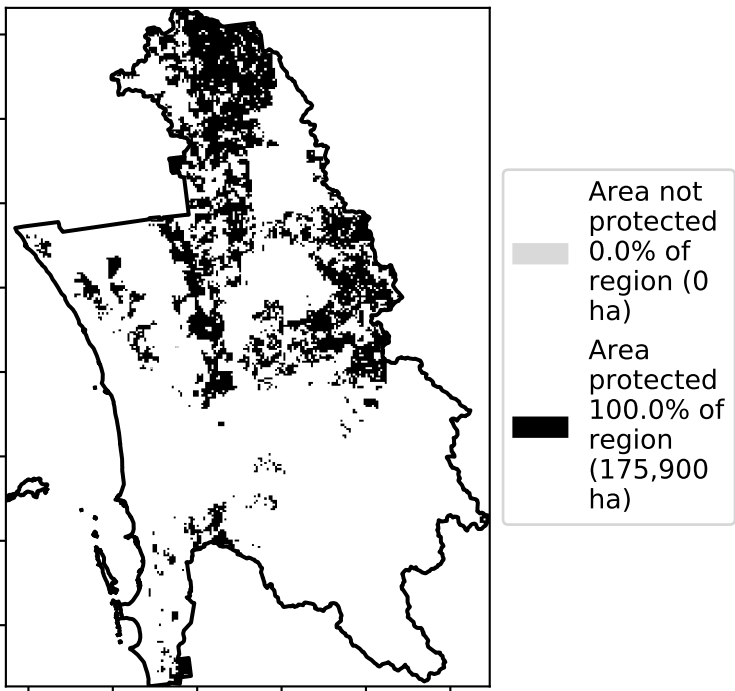 Area not
protected
0.0% of
region (0
ha)
Area
protected
100.0% of
region
(175,900
ha)